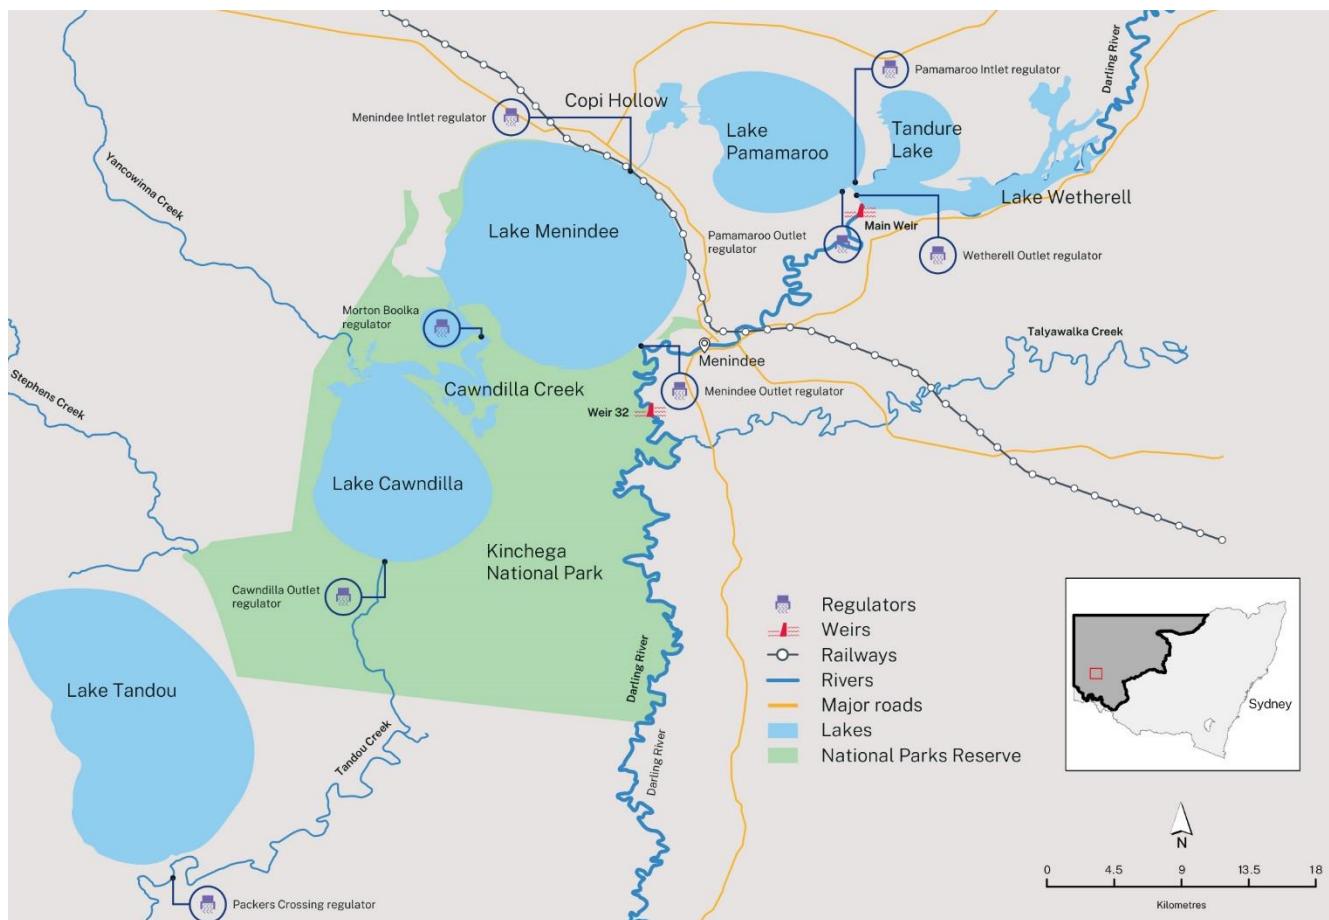 Darling River
Pamamaroo Intlet regulator
Copi Hollow
Menindee Intlet regulator
Lake
Pamamaroo
Tandure
Lake
Yancowinna Creek
Lake Wetherell
Main Weir
Lake Menindee
Pamamaroo Outlet
regulator
Wetherell Outlet regulator
Morton Boolka
regulator
Talyawalka Creek
Menindee
Stephens Creek
Cawndilla Creek
Menindee Outlet regulator
Weir 32
Lake Cawndilla
Kinchega
National Park
Cawndilla Outlet
regulator
Regulators
Weirs
Railways
Rivers
Major roads
Lakes
National Parks Reserve
Darling River
Lake Tandou
Sydney
Tandou Creek
Darling River
N
0 4.5 9 13.5 18
Kilometres
Packers Crossing regulator